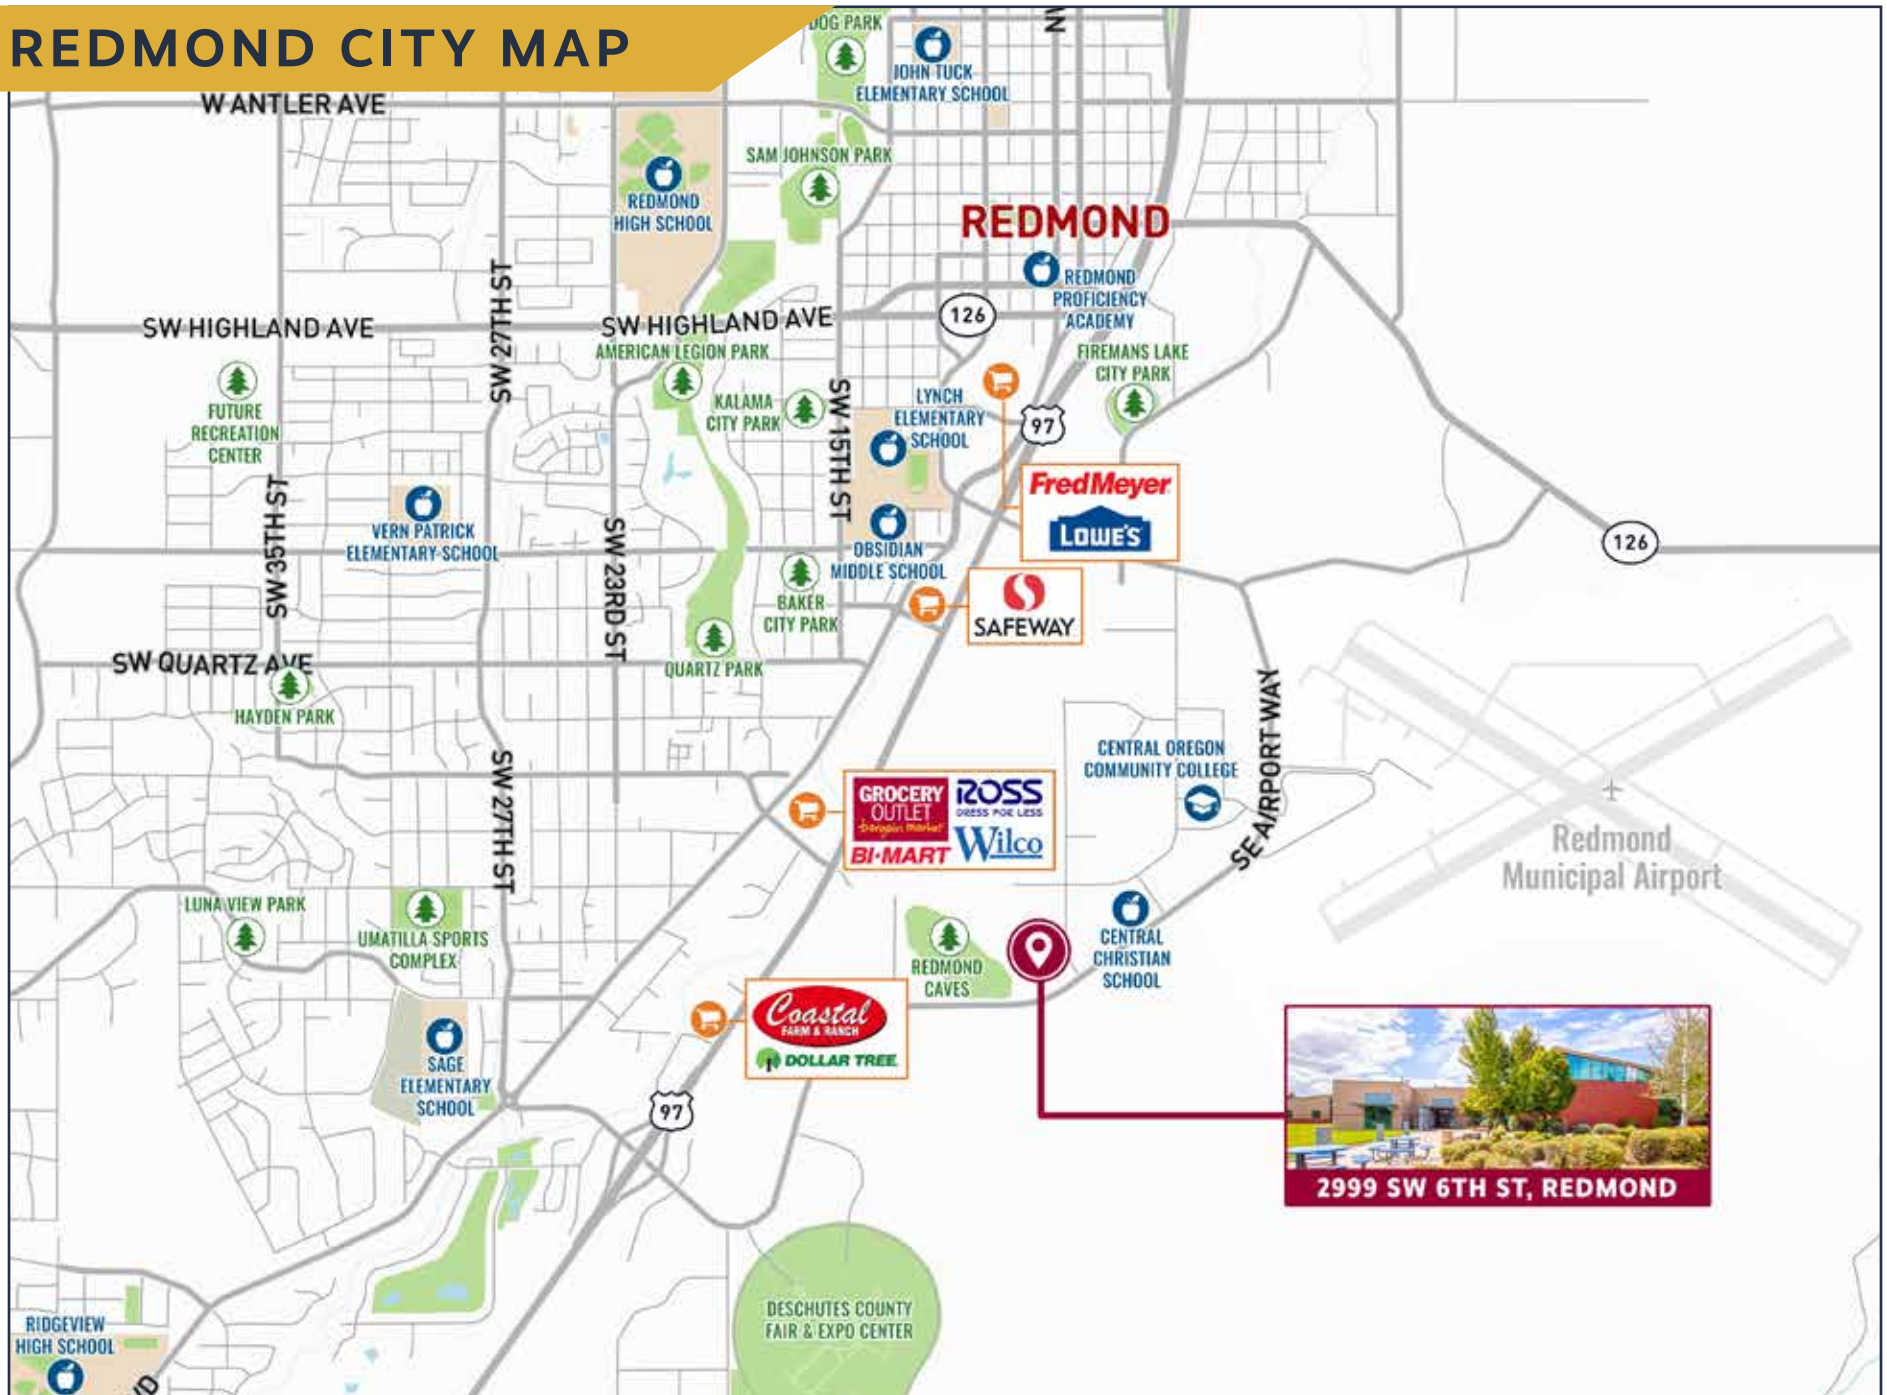 REDMOND CITY MAP
DOG PARK
JOHN TUCK
ELEMENTARY SCHOOL
W ANTLER AVE
SAM JOHNSON PARK
REDMOND
HIGH SCHOOL
REDMOND
REDMOND
PROFICIENCY
ACADEMY
SW 27TH ST
SW HIGHLAND AVE
SW HIGHLAND AVE
126
AMERICAN LEGION PARK
FIREMANS LAKE
CITY PARK
FUTURE
RECREATION
CENTER
KALAMA
CITY PARK
SW 15TH ST
LYNCH
ELEMENTARY
SCHOOL
97
Fred Meyer
LOWE'S
SW 35TH ST
VERN PATRICK
ELEMENTARY SCHOOL
SW 23RD ST
OBSIDIAN
MIDDLE SCHOOL
126
BAKER
CITY PARK
SAFEWAY
SW QUARTZ AVE
QUARTZ PARK
HAYDEN PARK
SE AIRPORT WAY
CENTRAL OREGON
COMMUNITY COLLEGE
SW 27TH ST
GROCERY
OUTLET
bargain market
ROSS
DRESS FOR LESS
BI-MART
Wilco
Redmond
Municipal Airport
LUNA VIEW PARK
UMATILLA SPORTS
COMPLEX
REDMOND
CAVES
CENTRAL
CHRISTIAN
SCHOOL
Coastal
FARM & RANCH
DOLLAR TREE
SAGE
ELEMENTARY
SCHOOL
97
2999 SW 6TH ST, REDMOND
DESCHUTES COUNTY
FAIR & EXPO CENTER
RIDGEVIEW
HIGH SCHOOL